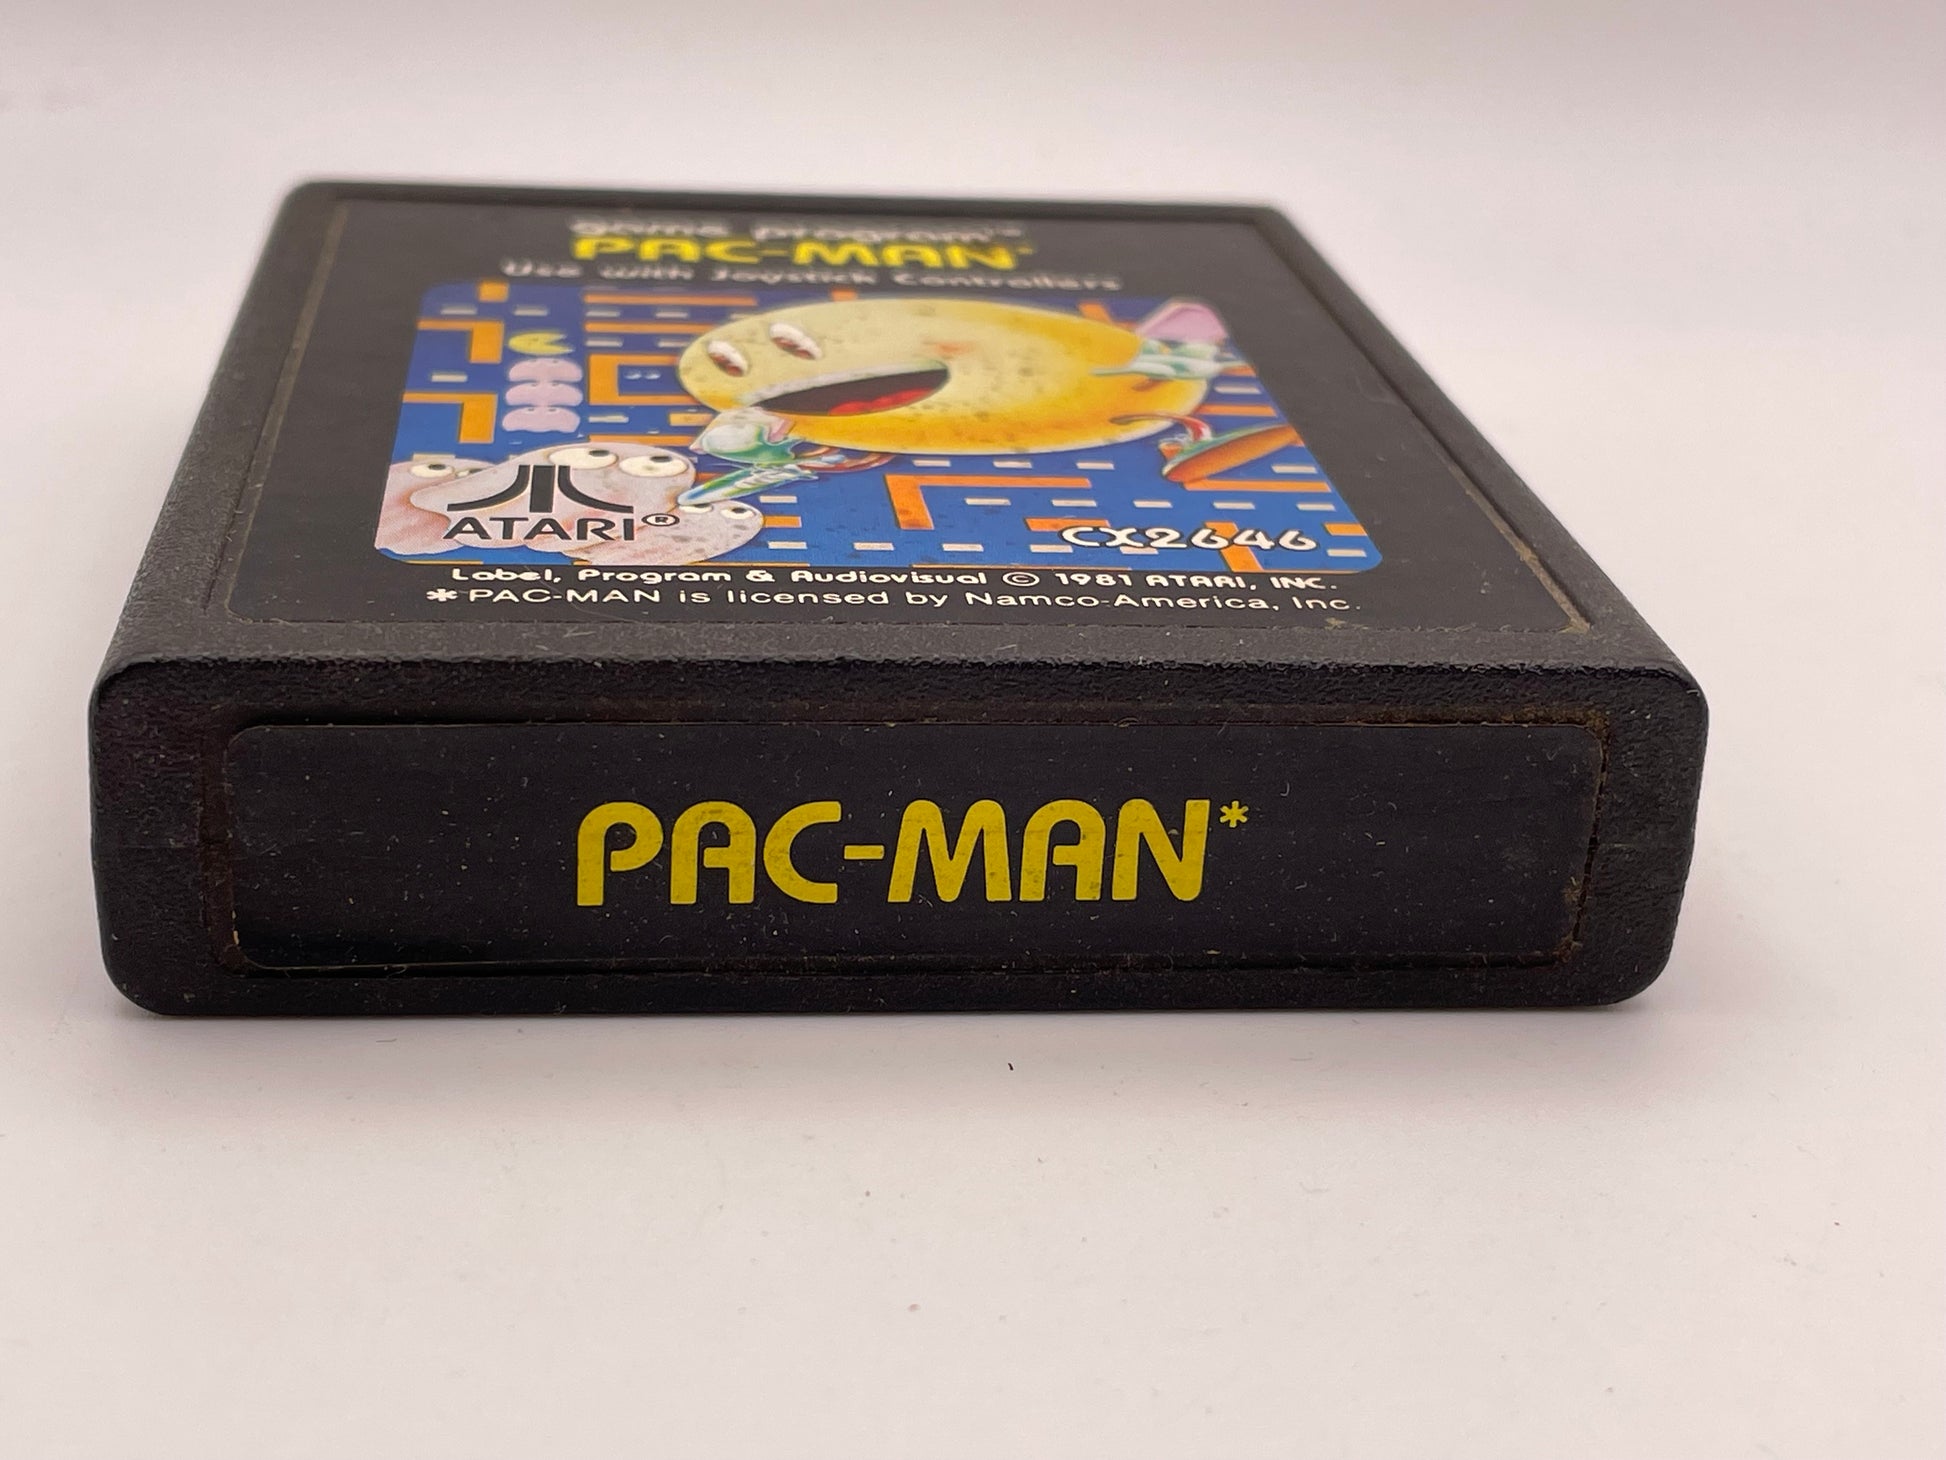 game program™
PAC-MAN*
Use with Joystick Controllers
ATARI®
CX2646
Label, Program & Audiovisual © 1981 ATARI, INC.
*PAC-MAN is licensed by Namco-America, Inc.
PAC-MAN*